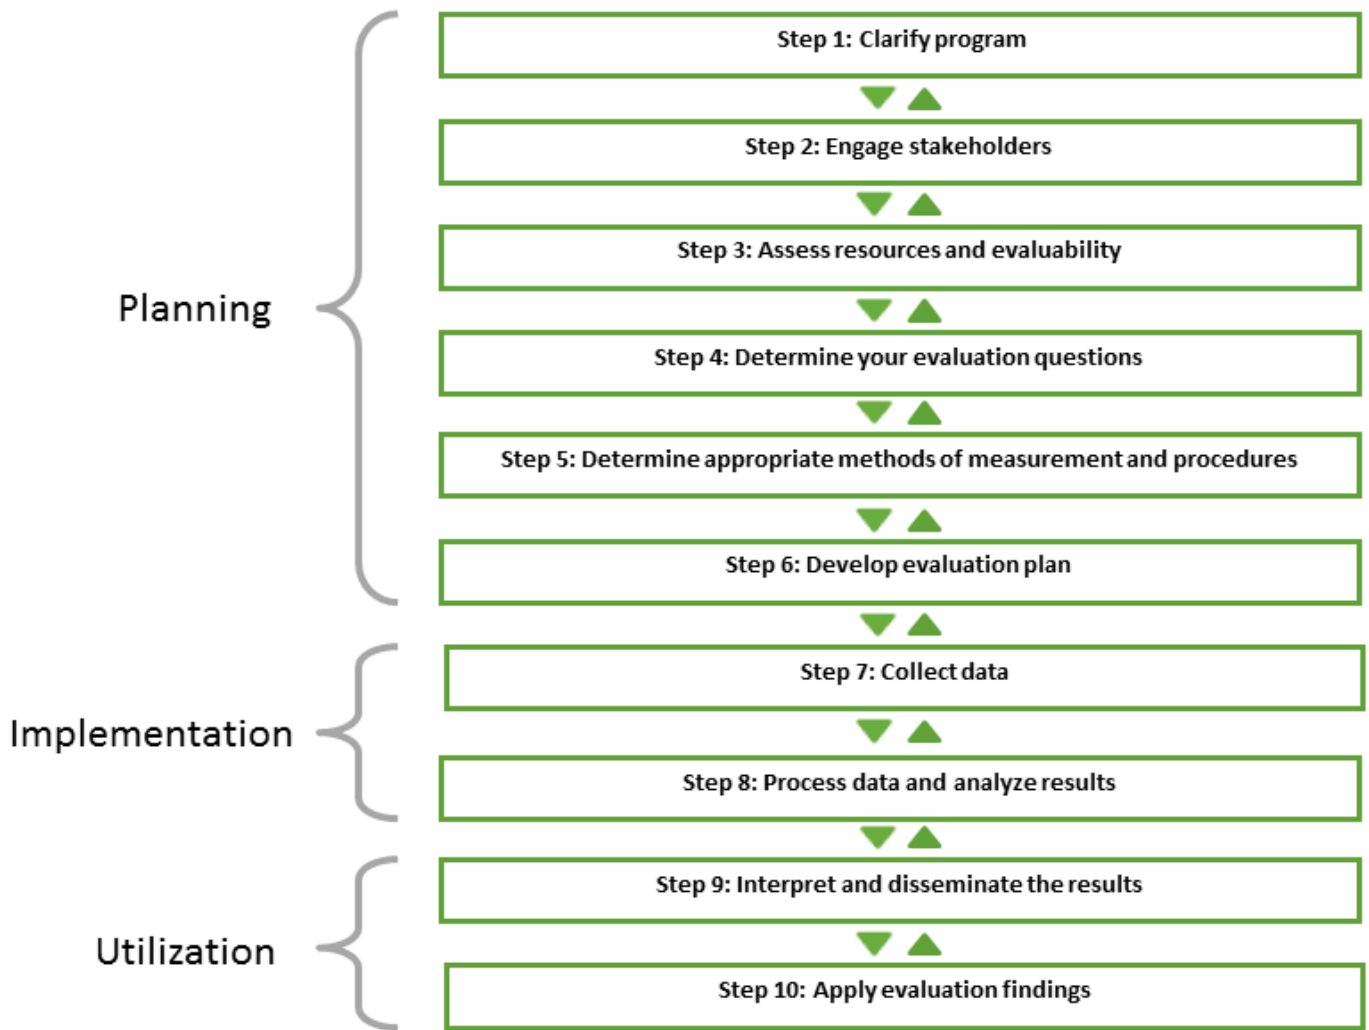 Step 1: Clarify program
Step 2: Engage stakeholders
Step 3: Assess resources and evaluability
Planning
Step 4: Determine your evaluation questions
Step 5: Determine appropriate methods of measurement and procedures
Step 6: Develop evaluation plan
Step 7: Collect data
Implementation
Step 8: Process data and analyze results
Step 9: Interpret and disseminate the results
Utilization
Step 10: Apply evaluation findings